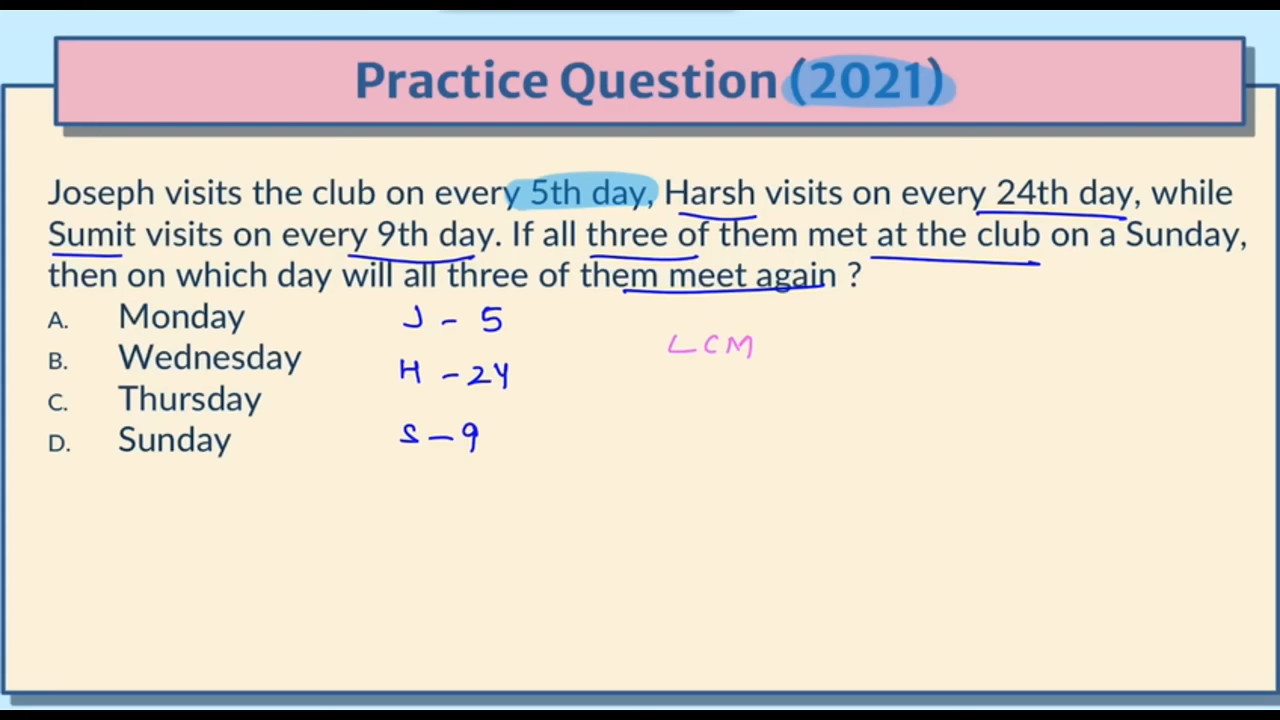 Practice Question (2021)
Joseph visits the club on every 5th day, Harsh visits on every 24th day, while
Sumit visits on every 9th day. If all three of them met at the club on a Sunday,
then on which day will all three of them meet again ?
A. Monday
B. Wednesday
C. Thursday
D. Sunday
J - 5
H - 24
S - 9
LCM